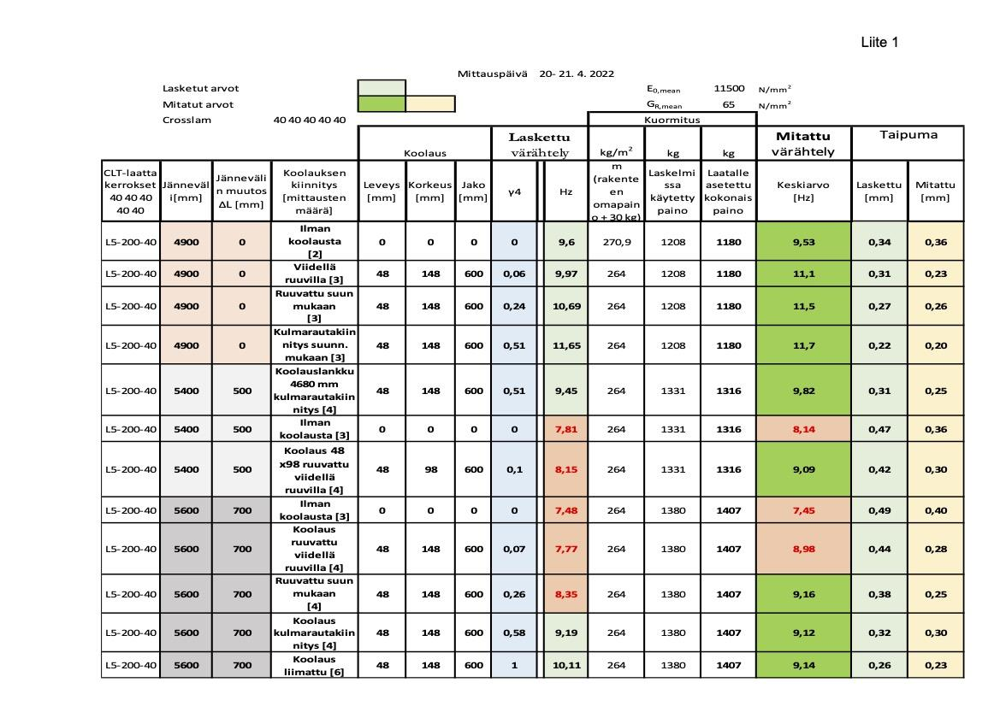 Liite 1
Mittauspäivä 20- 21. 4. 2022
Lasketut arvot E0,mean 11500 N/mm²
Mitatut arvot GR,mean 65 N/mm²
Crosslam 40 40 40 40 40 Kuormitus
Koolaus Laskettu värähtely kg/m² kg kg Mitattu värähtely Taipuma
CLT-laatta kerrokset 40 40 40 40 40 Jänneväli[mm] Jännevälin muutos ΔL [mm] Koolauksen kiinnitys [mittausten määrä] Leveys [mm] Korkeus [mm] Jako [mm] γ4 Hz m (rakenteen omapaino + 30 kg) Laskelmissa käytetty paino Laatalle asetettu kokonaispaino Keskiarvo [Hz] Laskettu [mm] Mitattu [mm]
L5-200-40 4900 0 Ilman koolausta [2] 0 0 0 0 9,6 270,9 1208 1180 9,53 0,34 0,36
L5-200-40 4900 0 Viidellä ruuvilla [3] 48 148 600 0,06 9,97 264 1208 1180 11,1 0,31 0,23
L5-200-40 4900 0 Ruuvattu suun mukaan [3] 48 148 600 0,24 10,69 264 1208 1180 11,5 0,27 0,26
L5-200-40 4900 0 Kulmarautakiinnitys suunn. mukaan [3] 48 148 600 0,51 11,65 264 1208 1180 11,7 0,22 0,20
L5-200-40 5400 500 Koolauslankku 4680 mm kulmarautakiinnitys [4] 48 148 600 0,51 9,45 264 1331 1316 9,82 0,31 0,25
L5-200-40 5400 500 Ilman koolausta [3] 0 0 0 0 7,81 264 1331 1316 8,14 0,47 0,36
L5-200-40 5400 500 Koolaus 48 x98 ruuvattu viidellä ruuvilla [4] 48 98 600 0,1 8,15 264 1331 1316 9,09 0,42 0,30
L5-200-40 5600 700 Ilman koolausta [3] 0 0 0 0 7,48 264 1380 1407 7,45 0,49 0,40
L5-200-40 5600 700 Koolaus ruuvattu viidellä ruuvilla [4] 48 148 600 0,07 7,77 264 1380 1407 8,98 0,44 0,28
L5-200-40 5600 700 Ruuvattu suun mukaan [4] 48 148 600 0,26 8,35 264 1380 1407 9,16 0,38 0,25
L5-200-40 5600 700 Koolaus kulmarautakiinnitys [4] 48 148 600 0,58 9,19 264 1380 1407 9,12 0,32 0,30
L5-200-40 5600 700 Koolaus liimattu [6] 48 148 600 1 10,11 264 1380 1407 9,14 0,26 0,23